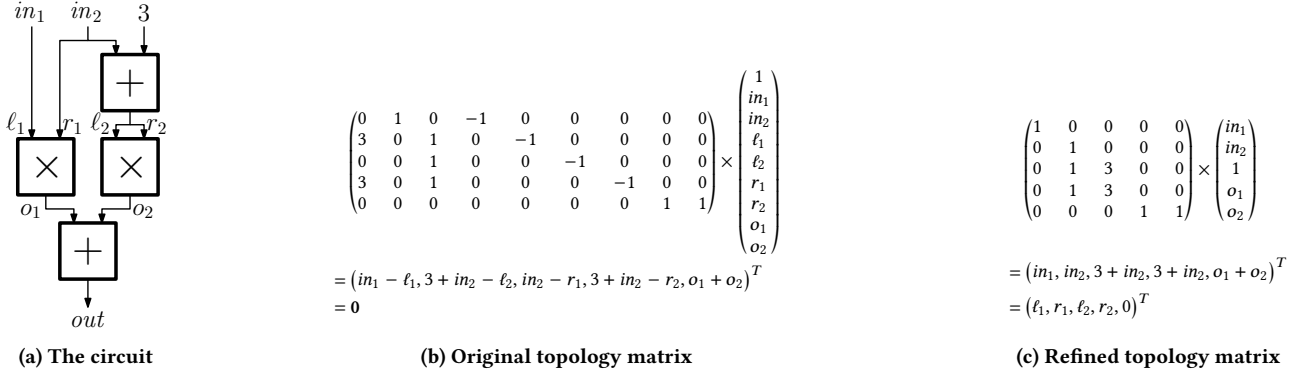 in₁ in₂ 3
+
ℓ₁ r₁ ℓ₂ r₂
× ×
o₁ o₂
+
out
(a) The circuit
0 1 0 −1 0 0 0 0 0
3 0 1 0 −1 0 0 0 0
0 0 1 0 0 −1 0 0 0
3 0 1 0 0 0 −1 0 0
0 0 0 0 0 0 0 1 1
×
1
in₁
in₂
ℓ₁
ℓ₂
r₁
r₂
o₁
o₂
= (in₁ − ℓ₁, 3 + in₂ − ℓ₂, in₂ − r₁, 3 + in₂ − r₂, o₁ + o₂)ᵀ
= 0
(b) Original topology matrix
1 0 0 0 0
0 1 0 0 0
0 1 3 0 0
0 1 3 0 0
0 0 0 1 1
×
in₁
in₂
1
o₁
o₂
= (in₁, in₂, 3 + in₂, 3 + in₂, o₁ + o₂)ᵀ
= (ℓ₁, r₁, ℓ₂, r₂, 0)ᵀ
(c) Refined topology matrix